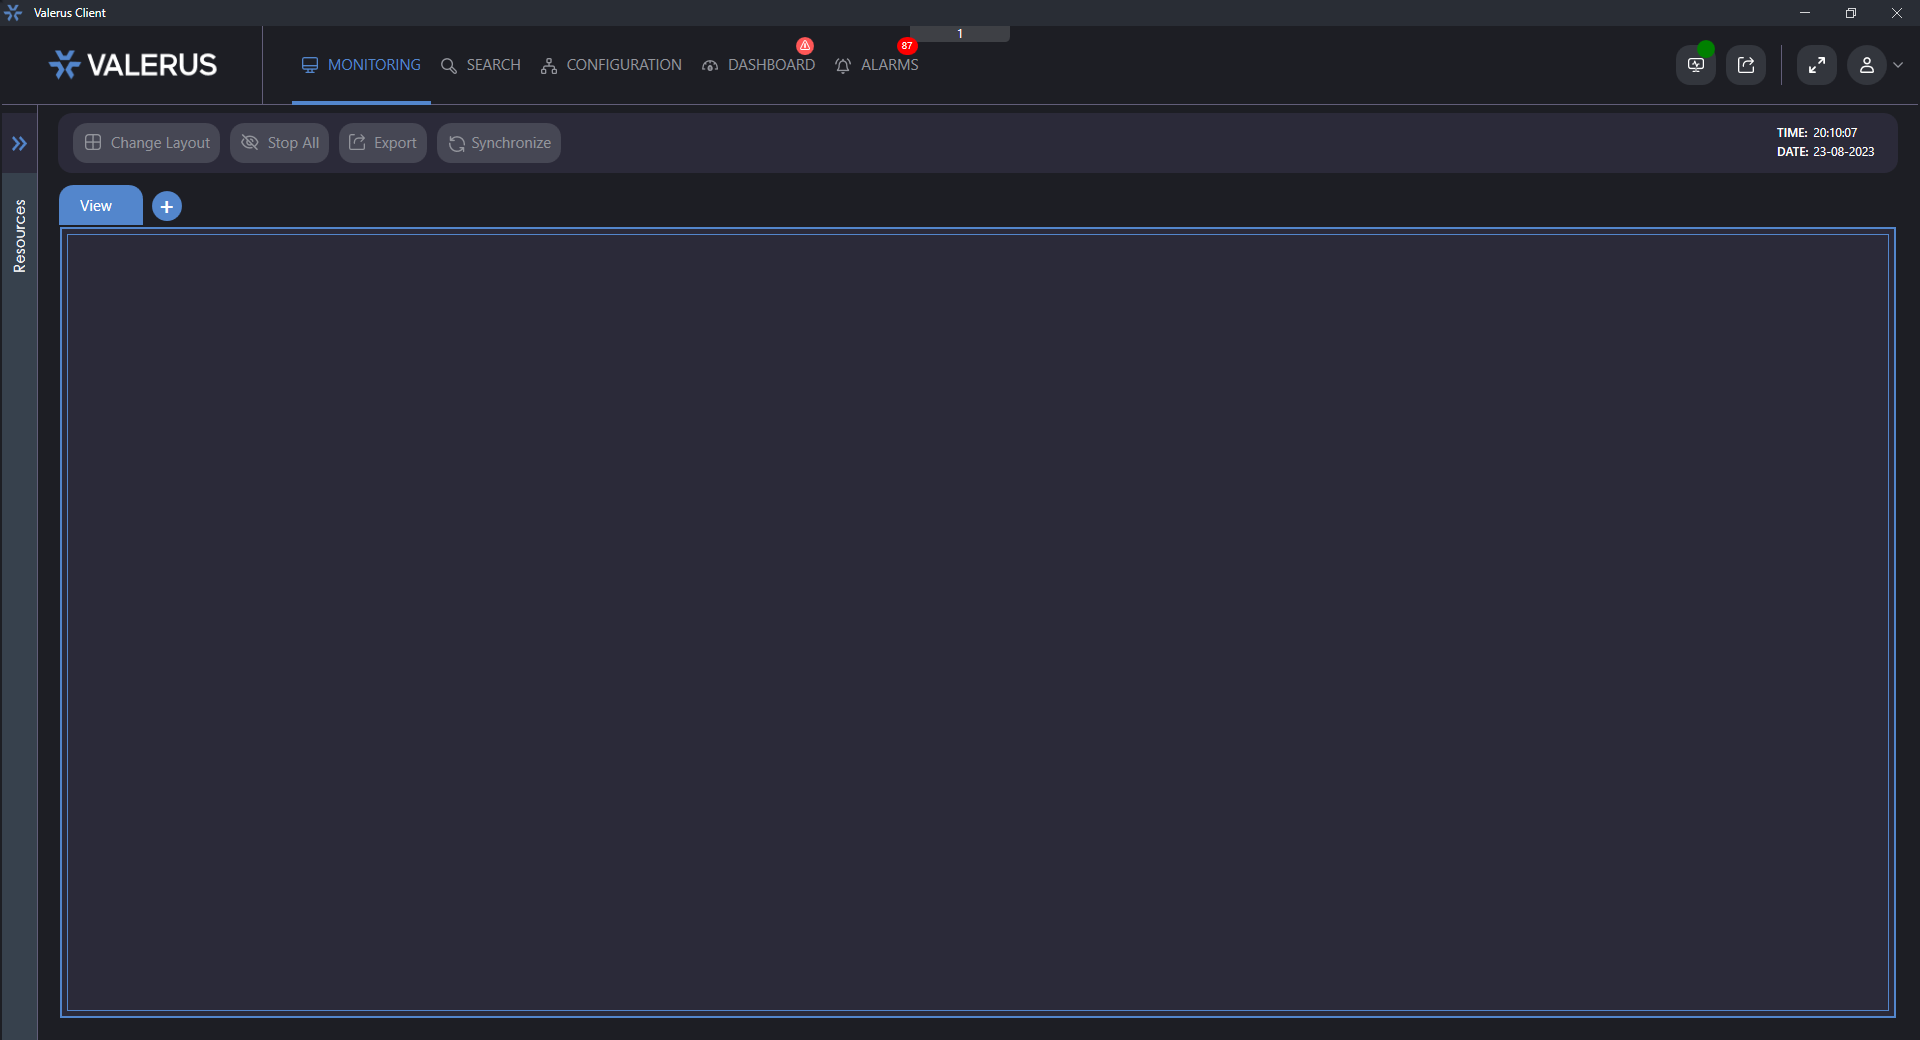 Valerus Client
1
VALERUS
MONITORING
SEARCH
CONFIGURATION
DASHBOARD
87
ALARMS
Change Layout
Stop All
Export
Synchronize
TIME: 20:10:07
DATE: 23-08-2023
Resources
View